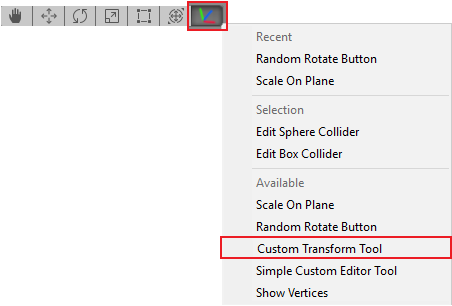 Recent
Random Rotate Button
Scale On Plane
Selection
Edit Sphere Collider
Edit Box Collider
Available
Scale On Plane
Random Rotate Button
Custom Transform Tool
Simple Custom Editor Tool
Show Vertices